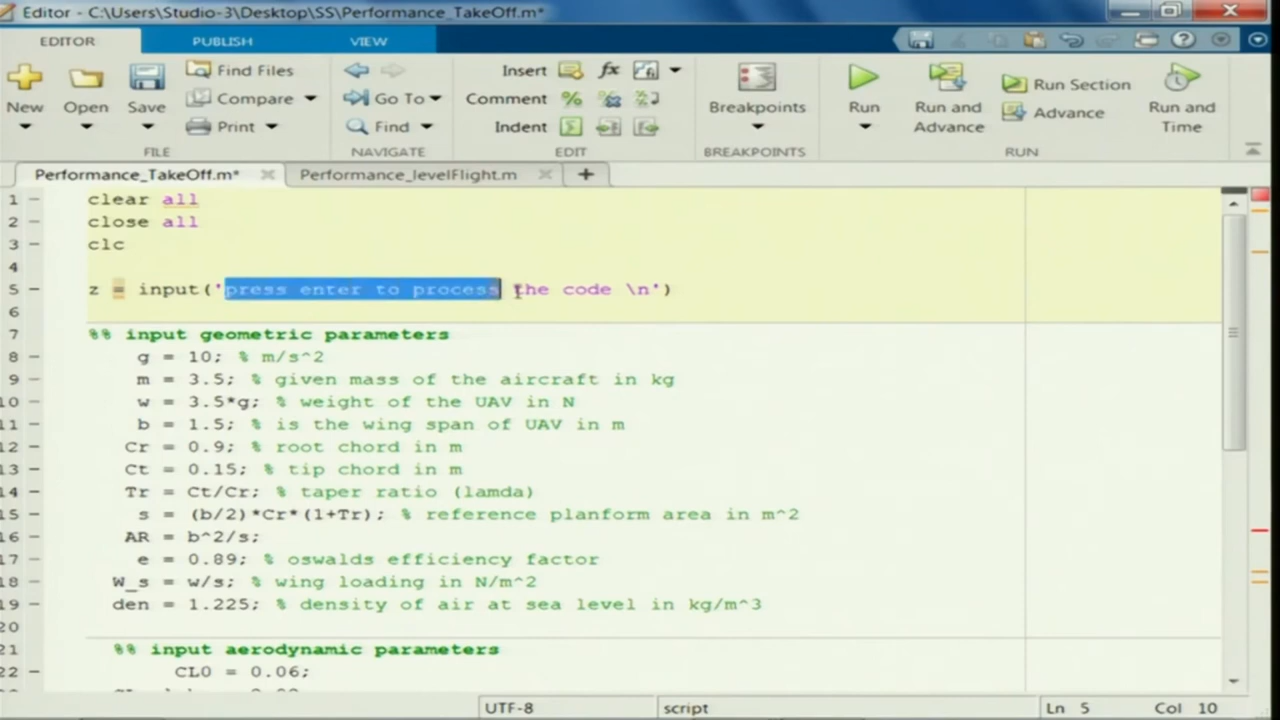 Editor - C:\Users\Studio-3\Desktop\SS\Performance_TakeOff.m*
EDITOR PUBLISH VIEW
New Open Save Find Files Compare Print
FILE
Go To Find
NAVIGATE
Insert fx
Comment
Indent
EDIT
Breakpoints
BREAKPOINTS
Run Run and Advance Run Section Advance Run and Time
RUN
Performance_TakeOff.m* Performance_levelFlight.m
1 clear all
2 close all
3 clc
4
5 z = input('press enter to process the code \n')
6
7 %% input geometric parameters
8 g = 10; % m/s^2
9 m = 3.5; % given mass of the aircraft in kg
10 w = 3.5*g; % weight of the UAV in N
11 b = 1.5; % is the wing span of UAV in m
12 Cr = 0.9; % root chord in m
13 Ct = 0.15; % tip chord in m
14 Tr = Ct/Cr; % taper ratio (lamda)
15 s = (b/2)*Cr*(1+Tr); % reference planform area in m^2
16 AR = b^2/s;
17 e = 0.89; % oswalds efficiency factor
18 W_s = w/s; % wing loading in N/m^2
19 den = 1.225; % density of air at sea level in kg/m^3
20
21 %% input aerodynamic parameters
22 CL0 = 0.06;
UTF-8 script Ln 5 Col 10